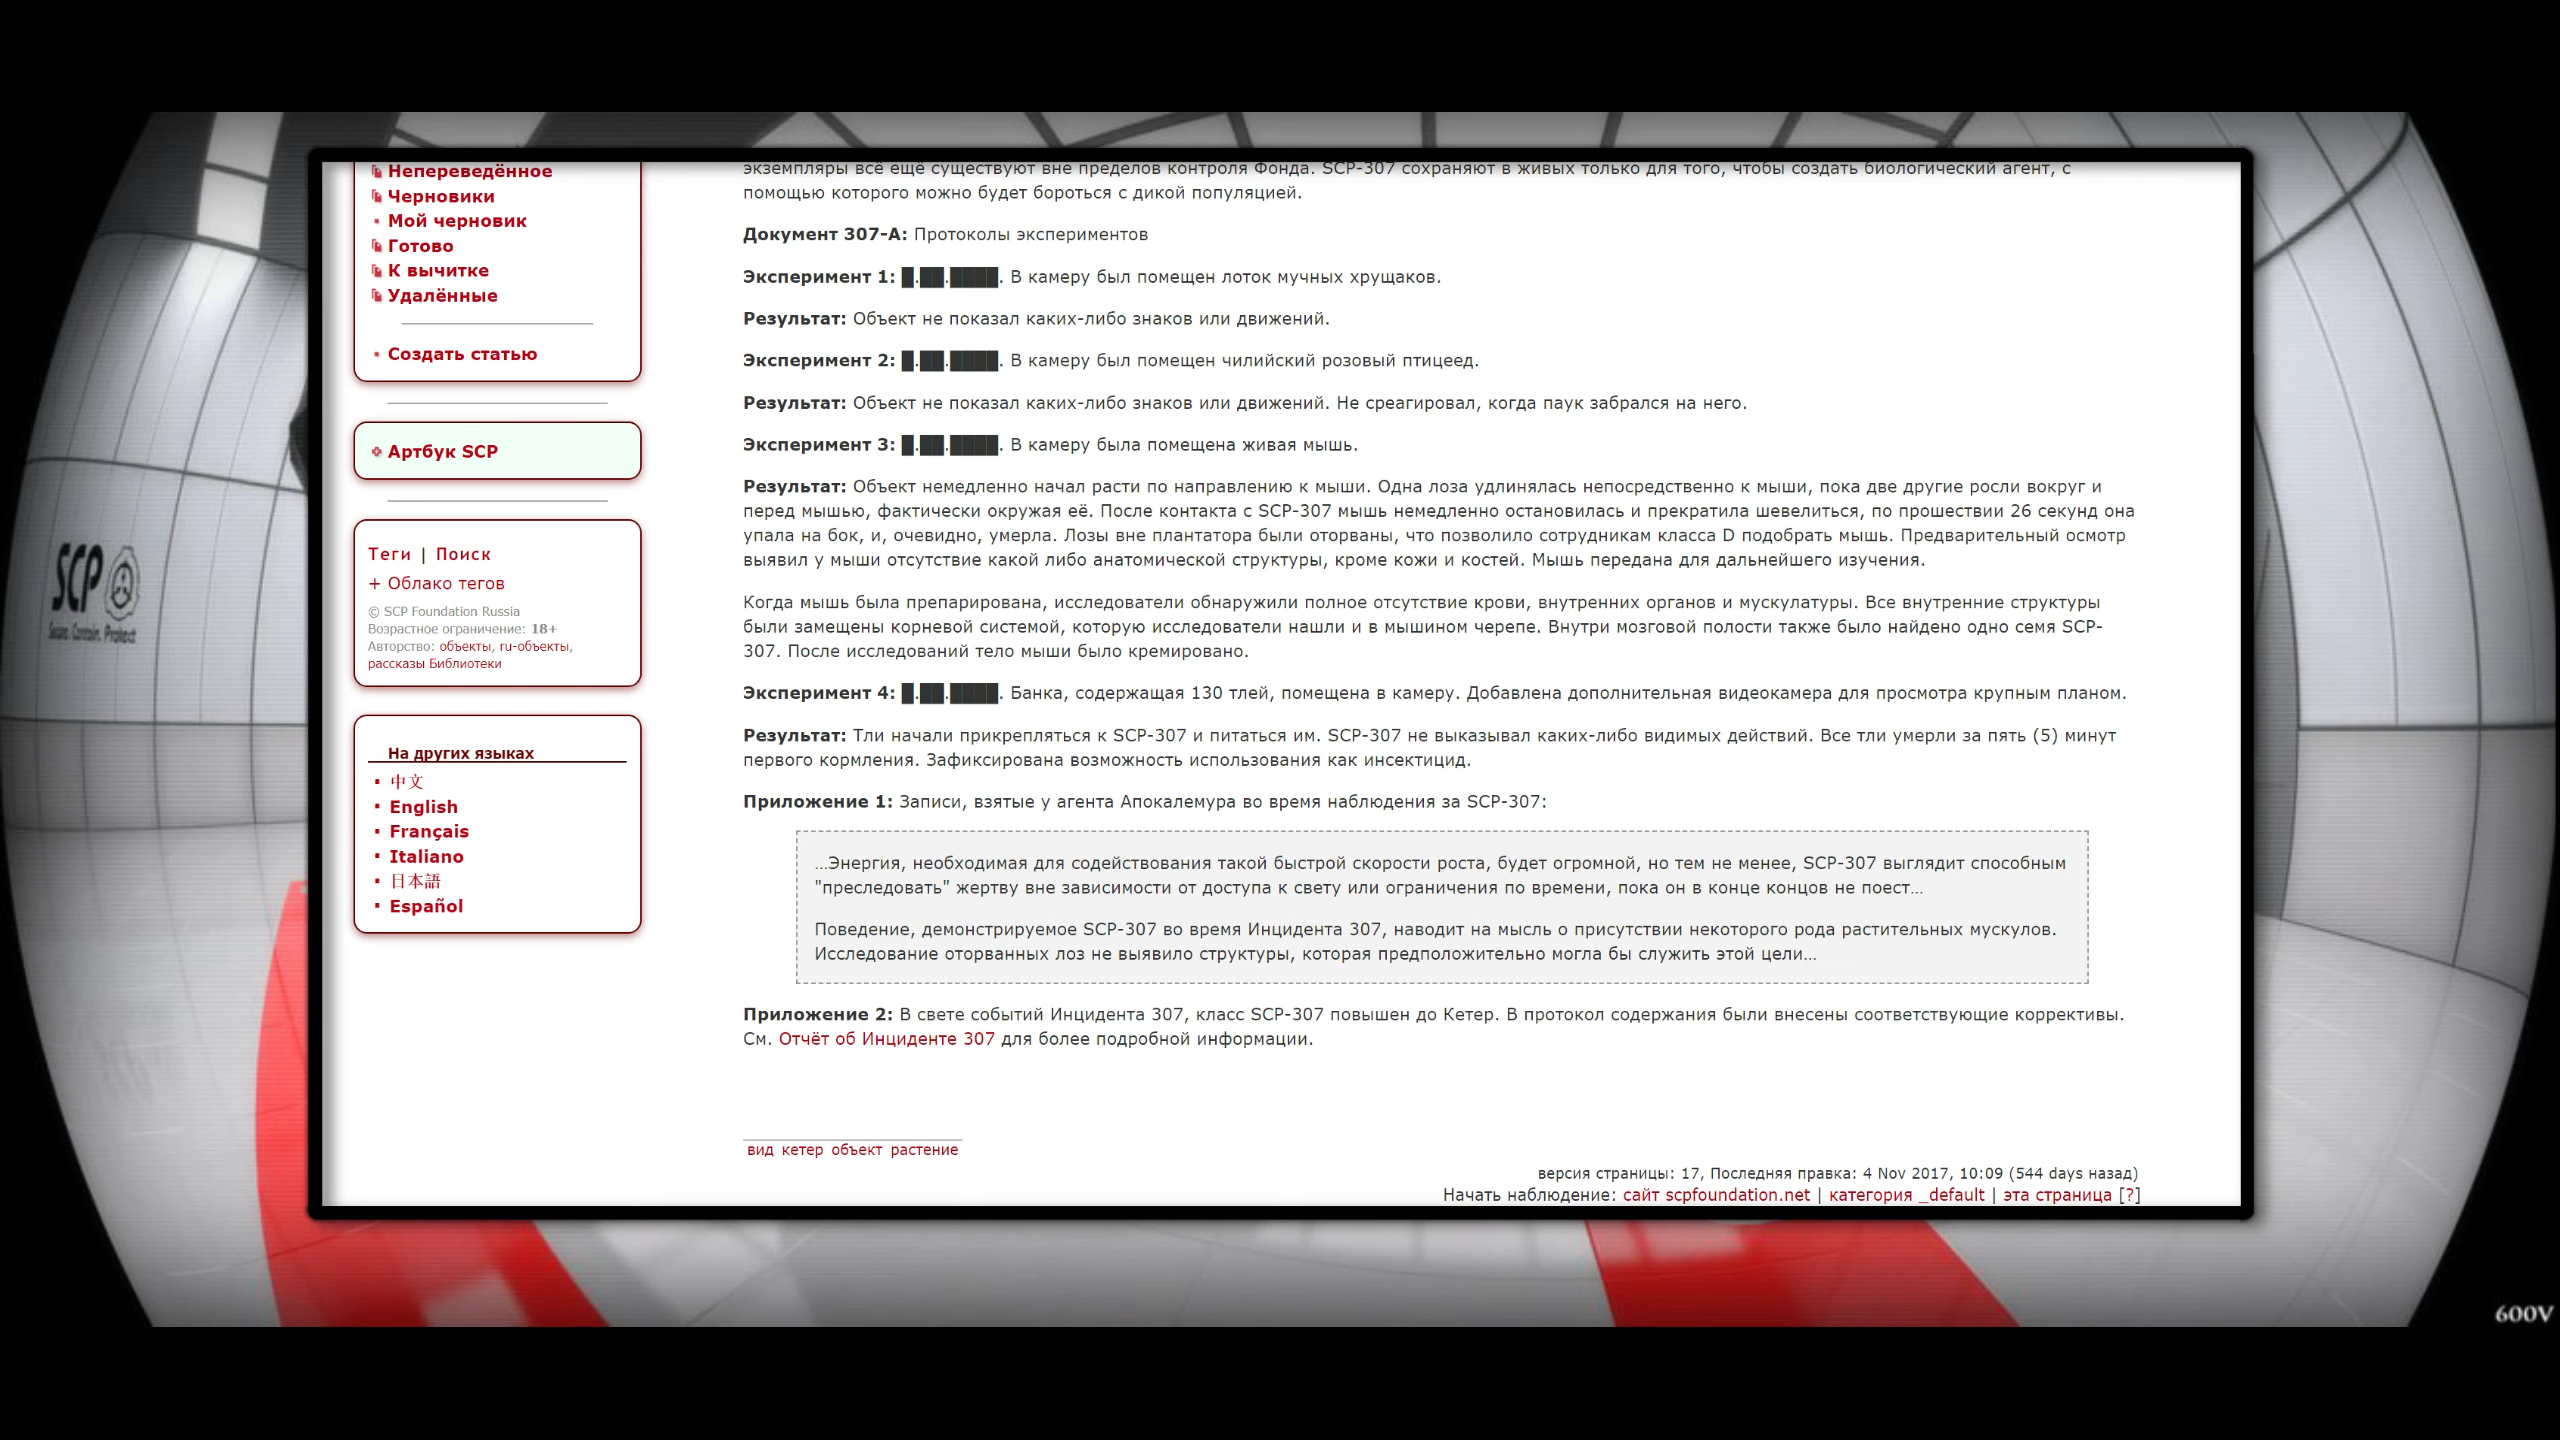 Непереведённое
Черновики
Мой черновик
Готово
К вычитке
Удалённые
Создать статью
Артбук SCP
Теги | Поиск
+ Облако тегов
© SCP Foundation Russia
Возрастное ограничение: 18+
Авторство: объекты, ru-объекты,
рассказы Библиотеки
На других языках
中文
English
Français
Italiano
日本語
Español
экземпляры всё ещё существуют вне пределов контроля Фонда. SCP-307 сохраняют в живых только для того, чтобы создать биологический агент, с
помощью которого можно будет бороться с дикой популяцией.
Документ 307-А: Протоколы экспериментов
Эксперимент 1: █.██.████. В камеру был помещен лоток мучных хрущаков.
Результат: Объект не показал каких-либо знаков или движений.
Эксперимент 2: █.██.████. В камеру был помещен чилийский розовый птицеед.
Результат: Объект не показал каких-либо знаков или движений. Не среагировал, когда паук забрался на него.
Эксперимент 3: █.██.████. В камеру была помещена живая мышь.
Результат: Объект немедленно начал расти по направлению к мыши. Одна лоза удлинялась непосредственно к мыши, пока две другие росли вокруг и
перед мышью, фактически окружая её. После контакта с SCP-307 мышь немедленно остановилась и прекратила шевелиться, по прошествии 26 секунд она
упала на бок, и, очевидно, умерла. Лозы вне плантатора были оторваны, что позволило сотрудникам класса D подобрать мышь. Предварительный осмотр
выявил у мыши отсутствие какой либо анатомической структуры, кроме кожи и костей. Мышь передана для дальнейшего изучения.
Когда мышь была препарирована, исследователи обнаружили полное отсутствие крови, внутренних органов и мускулатуры. Все внутренние структуры
были замещены корневой системой, которую исследователи нашли и в мышином черепе. Внутри мозговой полости также было найдено одно семя SCP-
307. После исследований тело мыши было кремировано.
Эксперимент 4: █.██.████. Банка, содержащая 130 тлей, помещена в камеру. Добавлена дополнительная видеокамера для просмотра крупным планом.
Результат: Тли начали прикрепляться к SCP-307 и питаться им. SCP-307 не выказывал каких-либо видимых действий. Все тли умерли за пять (5) минут
первого кормления. Зафиксирована возможность использования как инсектицид.
Приложение 1: Записи, взятые у агента Апокалемура во время наблюдения за SCP-307:
...Энергия, необходимая для содействования такой быстрой скорости роста, будет огромной, но тем не менее, SCP-307 выглядит способным
"преследовать" жертву вне зависимости от доступа к свету или ограничения по времени, пока он в конце концов не поест...
Поведение, демонстрируемое SCP-307 во время Инцидента 307, наводит на мысль о присутствии некоторого рода растительных мускулов.
Исследование оторванных лоз не выявило структуры, которая предположительно могла бы служить этой цели...
Приложение 2: В свете событий Инцидента 307, класс SCP-307 повышен до Кетер. В протокол содержания были внесены соответствующие коррективы.
См. Отчёт об Инциденте 307 для более подробной информации.
вид кетер объект растение
версия страницы: 17, Последняя правка: 4 Nov 2017, 10:09 (544 days назад)
Начать наблюдение: сайт scpfoundation.net | категория _default | эта страница [?]
SCP
Secure. Contain. Protect
600V